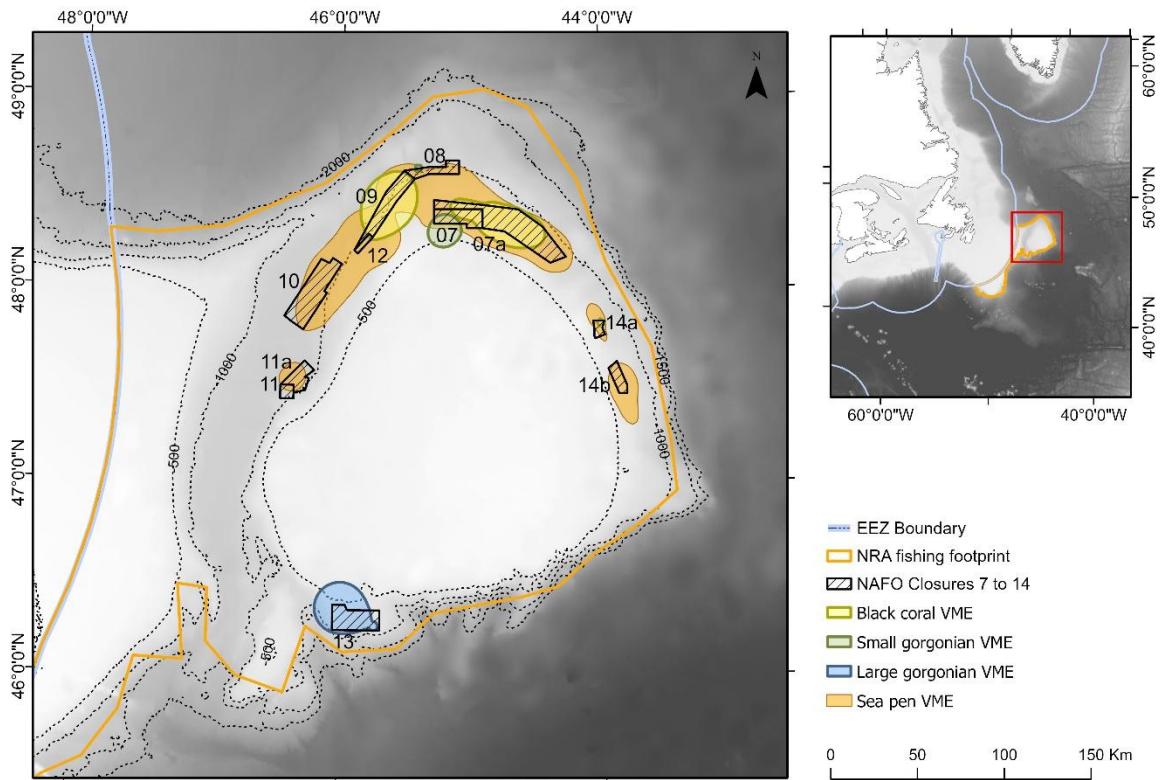 48°0'0"W 46°0'0"W 44°0'0"W
49°0'0"N
48°0'0"N
47°0'0"N
46°0'0"N
N
-2000
08
09
07
07a
12
10
-500
-1000
11a
11
14a
14b
-1500
-1000
-500
13
-500
60°0'0"N
50°0'0"N
40°0'0"N
60°0'0"W 40°0'0"W
EEZ Boundary
NRA fishing footprint
NAFO Closures 7 to 14
Black coral VME
Small gorgonian VME
Large gorgonian VME
Sea pen VME
0 50 100 150 Km